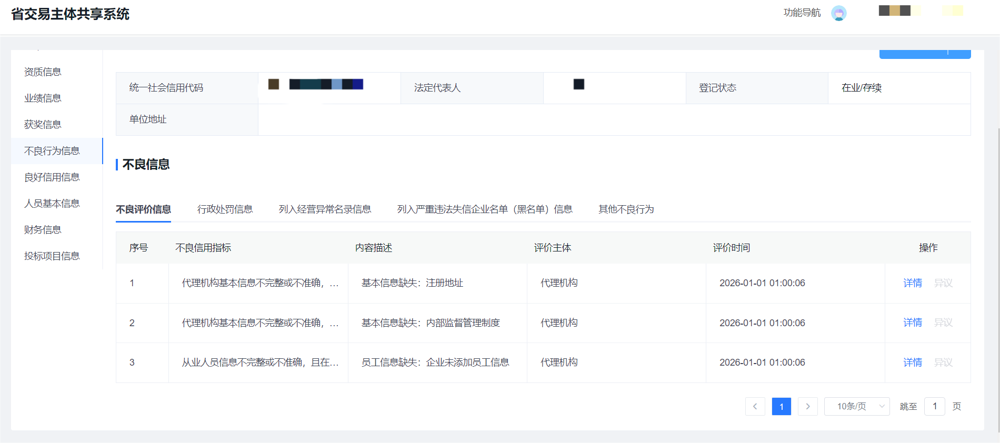 省交易主体共享系统
功能导航
资质信息
业绩信息
获奖信息
不良行为信息
良好信用信息
人员基本信息
财务信息
投标项目信息
统一社会信用代码 法定代表人 登记状态 在业/存续
单位地址
不良信息
不良评价信息 行政处罚信息 列入经营异常名录信息 列入严重违法失信企业名单（黑名单）信息 其他不良行为
序号 不良信用指标 内容描述 评价主体 评价时间 操作
1 代理机构基本信息不完整或不准确，... 基本信息缺失：注册地址 代理机构 2026-01-01 01:00:06 详情 异议
2 代理机构基本信息不完整或不准确，... 基本信息缺失：内部监督管理制度 代理机构 2026-01-01 01:00:06 详情 异议
3 从业人员信息不完整或不准确，且在... 员工信息缺失：企业未添加员工信息 代理机构 2026-01-01 01:00:06 详情 异议
1 10条/页 跳至 1 页